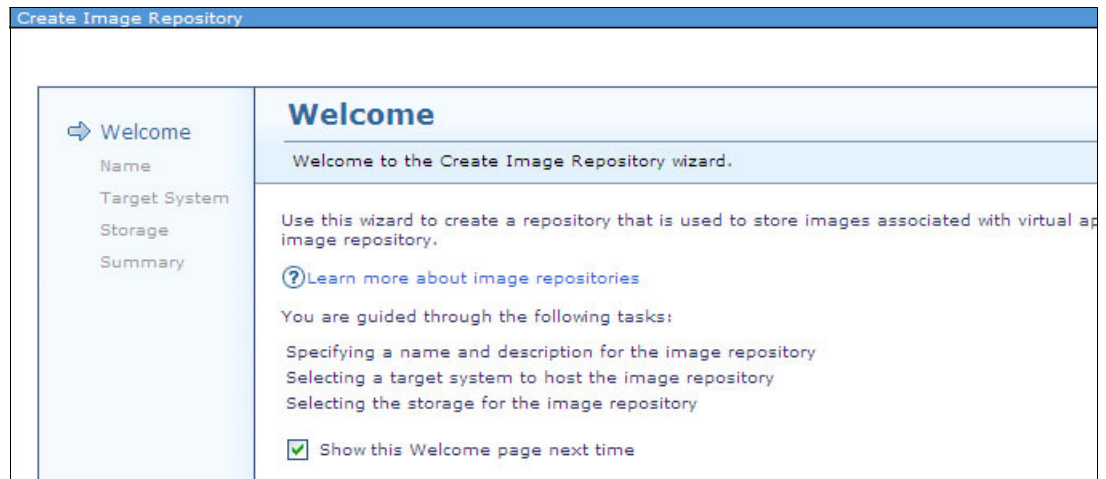 Create Image Repository
Welcome
Name
Target System
Storage
Summary
Welcome
Welcome to the Create Image Repository wizard.
Use this wizard to create a repository that is used to store images associated with virtual
image repository.
Learn more about image repositories
You are guided through the following tasks:
Specifying a name and description for the image repository
Selecting a target system to host the image repository
Selecting the storage for the image repository
Show this Welcome page next time